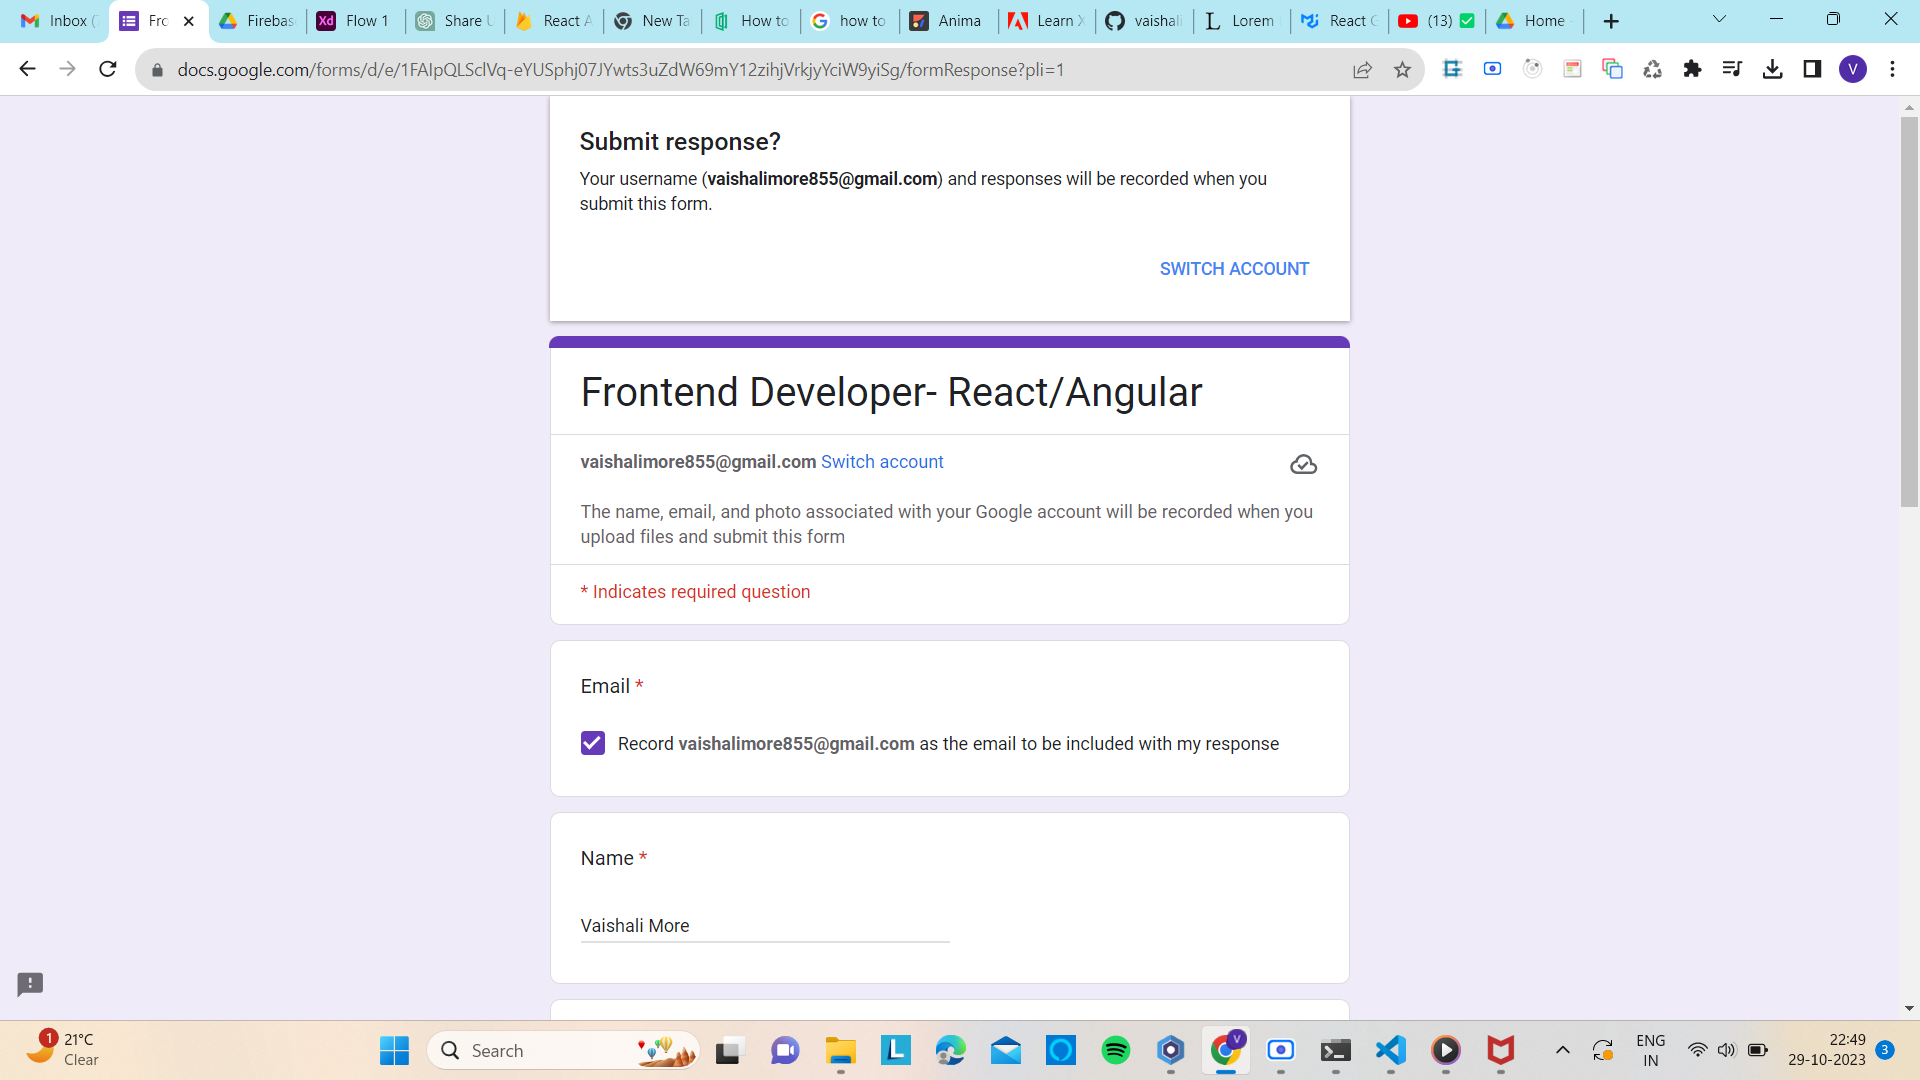 Inbox (
Fro
Firebas
Flow 1
Share U
React A
New Ta
How to
how to
Anima
Learn X
vaishali
Lorem
React G
(13)
Home -
docs.google.com/forms/d/e/1FAIpQLSclVq-eYUSphj07JYwts3uZdW69mY12zihjVrkjyYciW9yiSg/formResponse?pli=1
V
Submit response?
Your username (vaishalimore855@gmail.com) and responses will be recorded when you
submit this form.
SWITCH ACCOUNT
Frontend Developer- React/Angular
vaishalimore855@gmail.com Switch account
The name, email, and photo associated with your Google account will be recorded when you
upload files and submit this form
* Indicates required question
Email *
Record vaishalimore855@gmail.com as the email to be included with my response
Name *
Vaishali More
1
21°C
Clear
Search
V
ENG
IN
22:49
29-10-2023
3